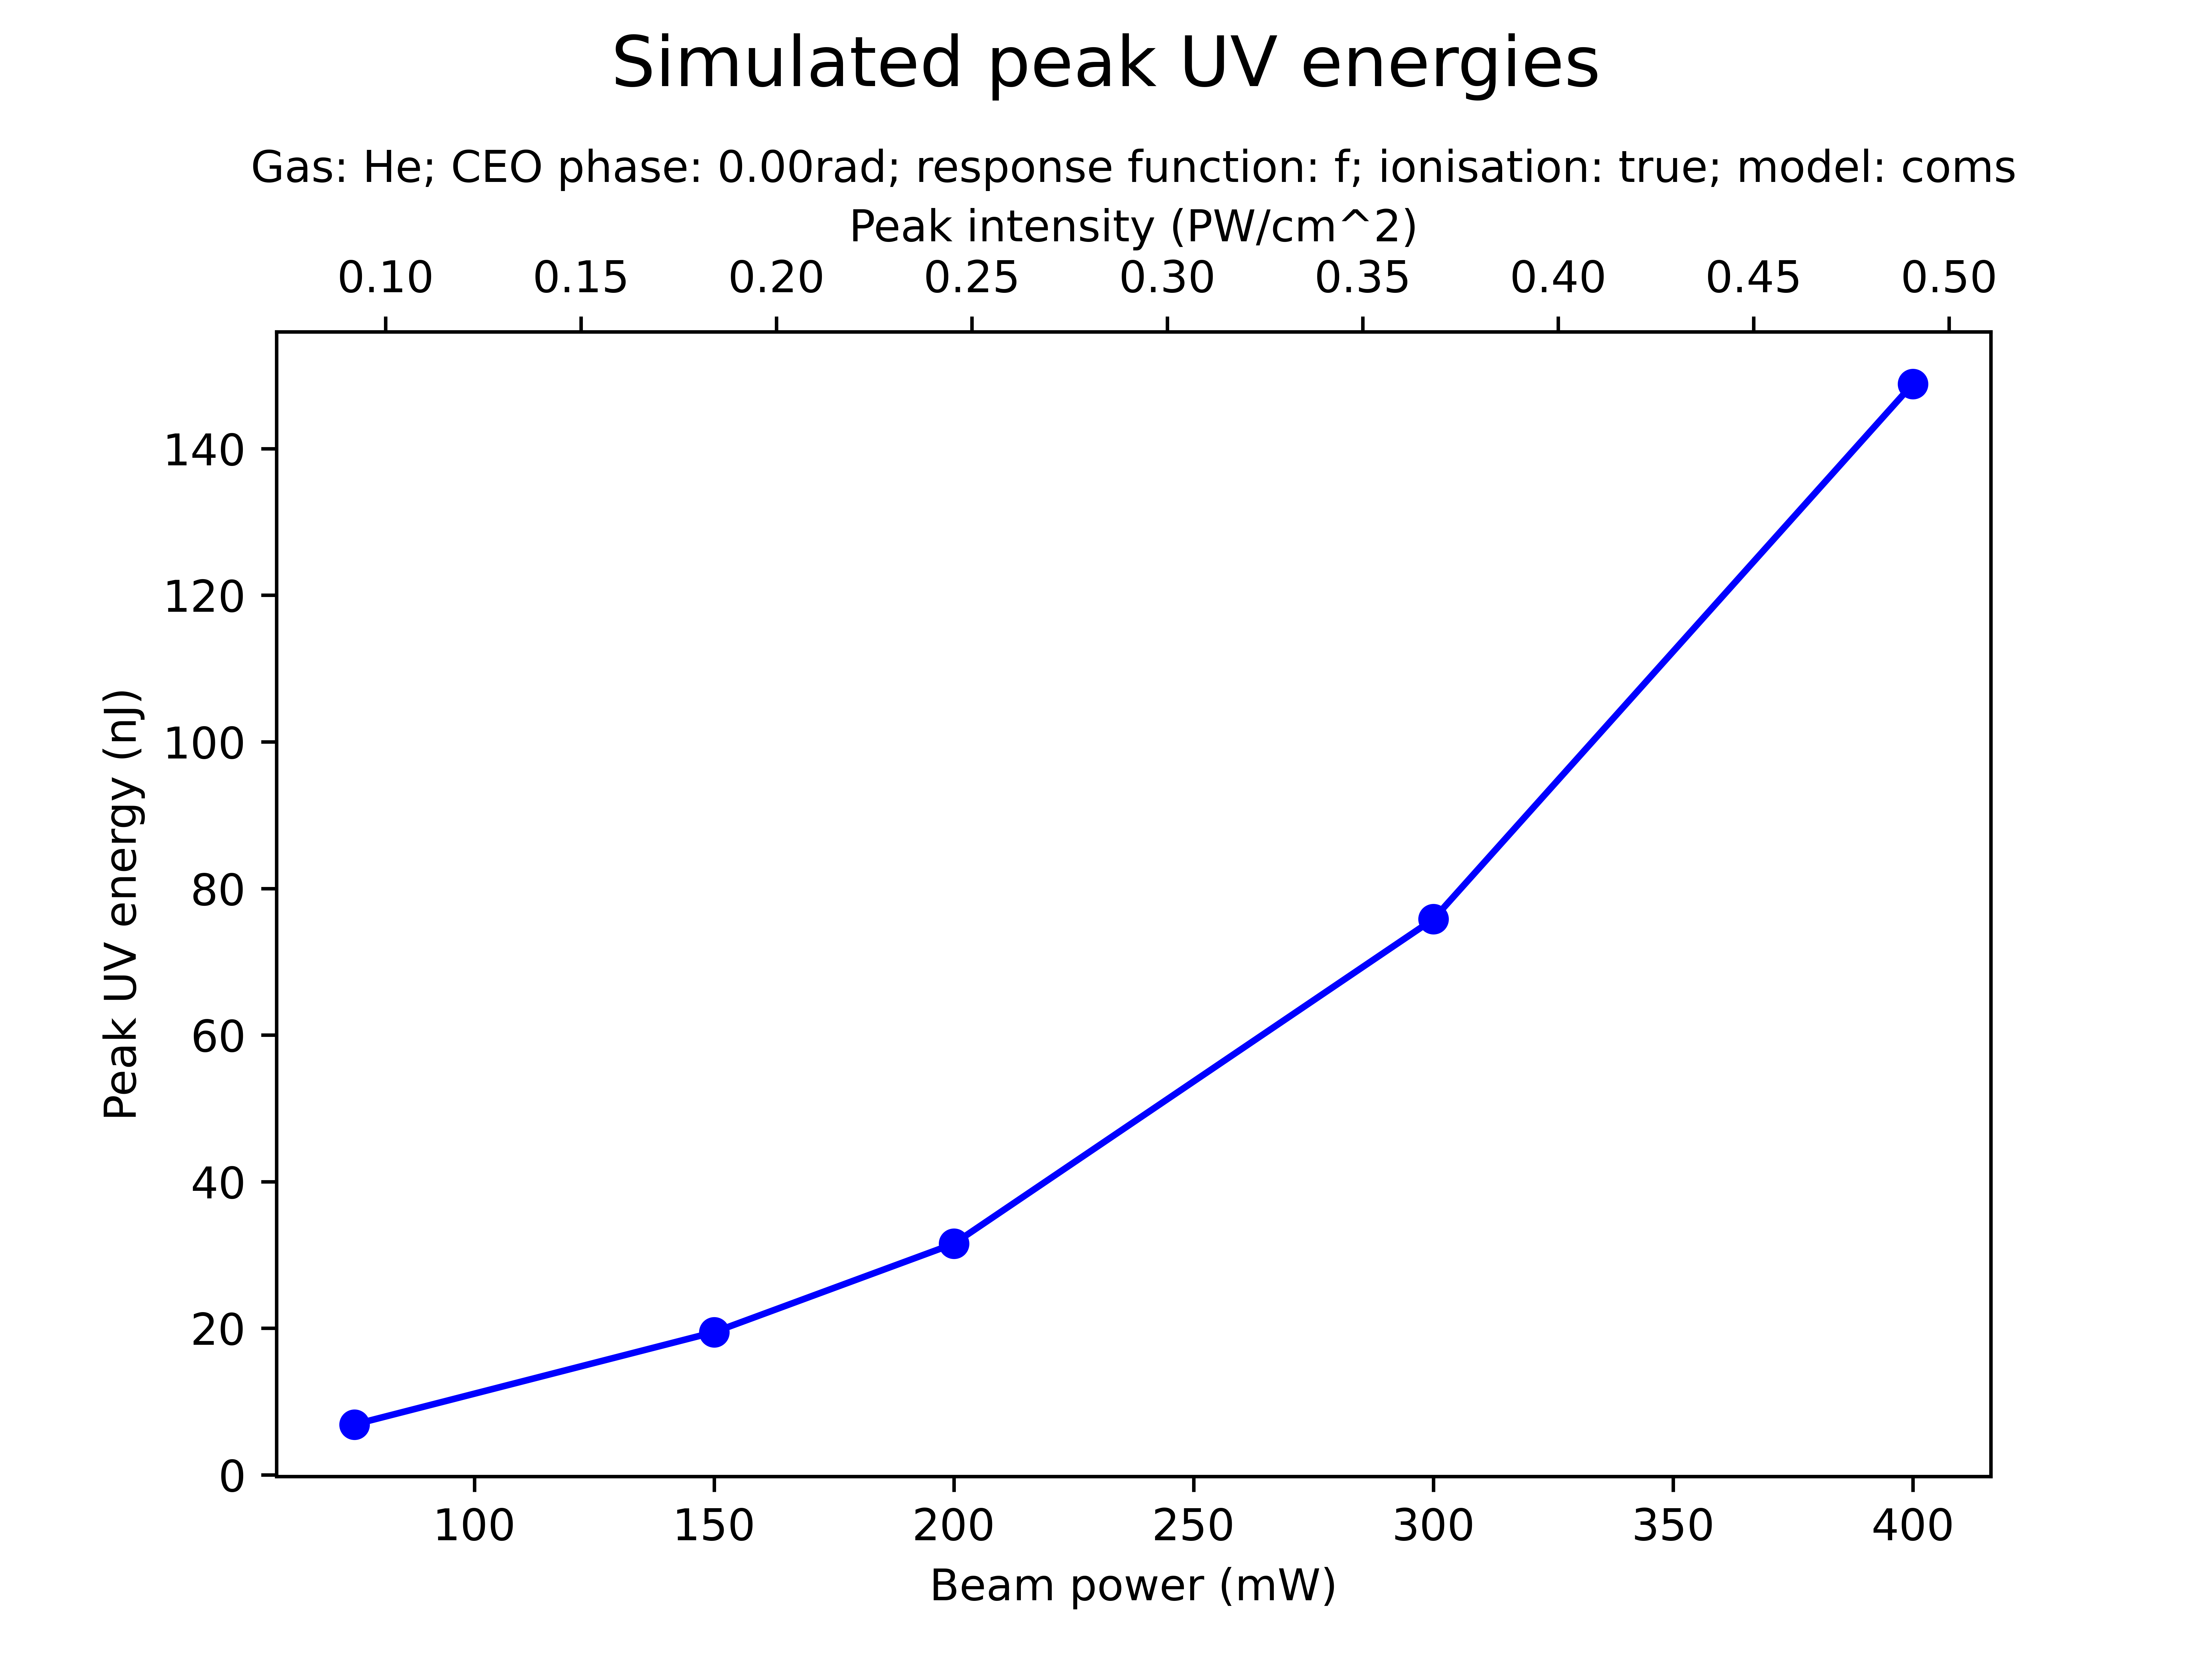 Simulated peak UV energies
Gas: He; CEO phase: 0.00rad; response function: f; ionisation: true; model: coms
Peak intensity (PW/cm^2)
0.10 0.15 0.20 0.25 0.30 0.35 0.40 0.45 0.50
Peak UV energy (nJ)
140
120
100
80
60
40
20
0
100 150 200 250 300 350 400
Beam power (mW)